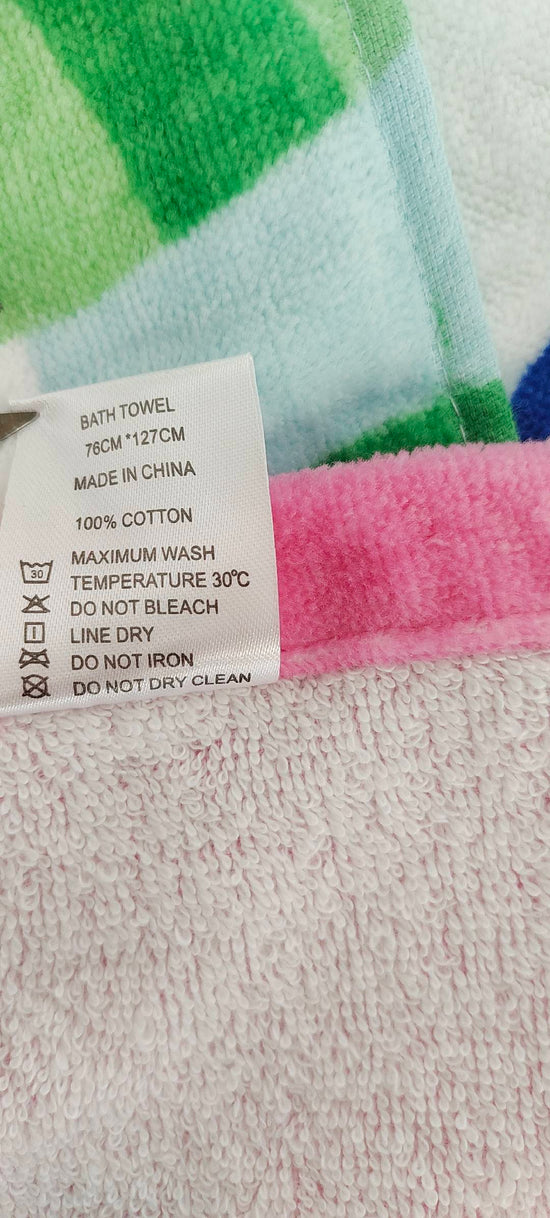 BATH TOWEL
76CM*127CM
MADE IN CHINA
100% COTTON
30 MAXIMUM WASH
TEMPERATURE 30°C
DO NOT BLEACH
LINE DRY
DO NOT IRON
DO NOT DRY CLEAN